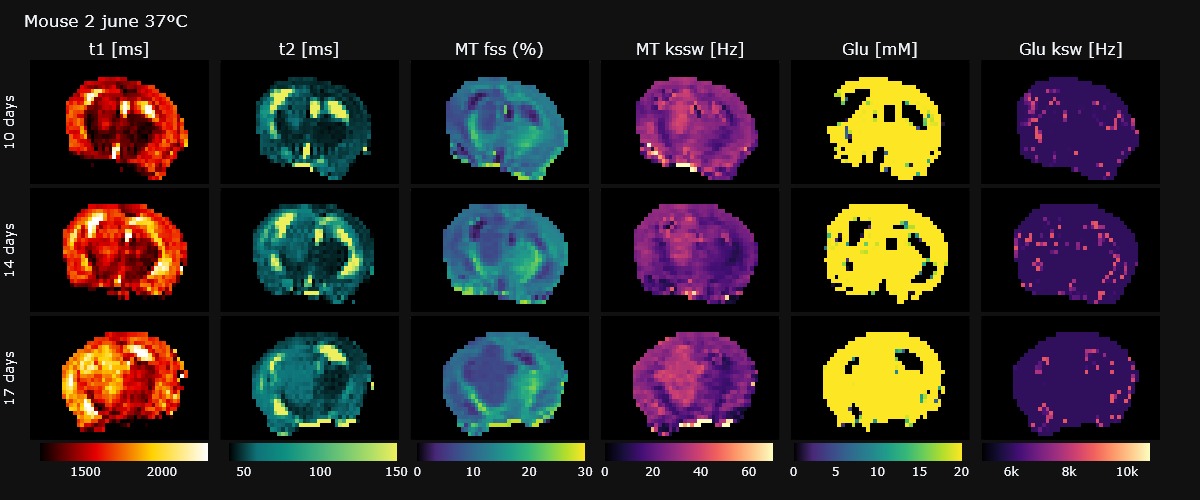 Mouse 2 june 37°C
t1 [ms] t2 [ms] MT fss (%) MT kssw [Hz] Glu [mM] Glu ksw [Hz]
10 days
14 days
17 days
1500 2000 50 100 150 0 10 20 30 0 20 40 60 0 5 10 15 20 6k 8k 10k